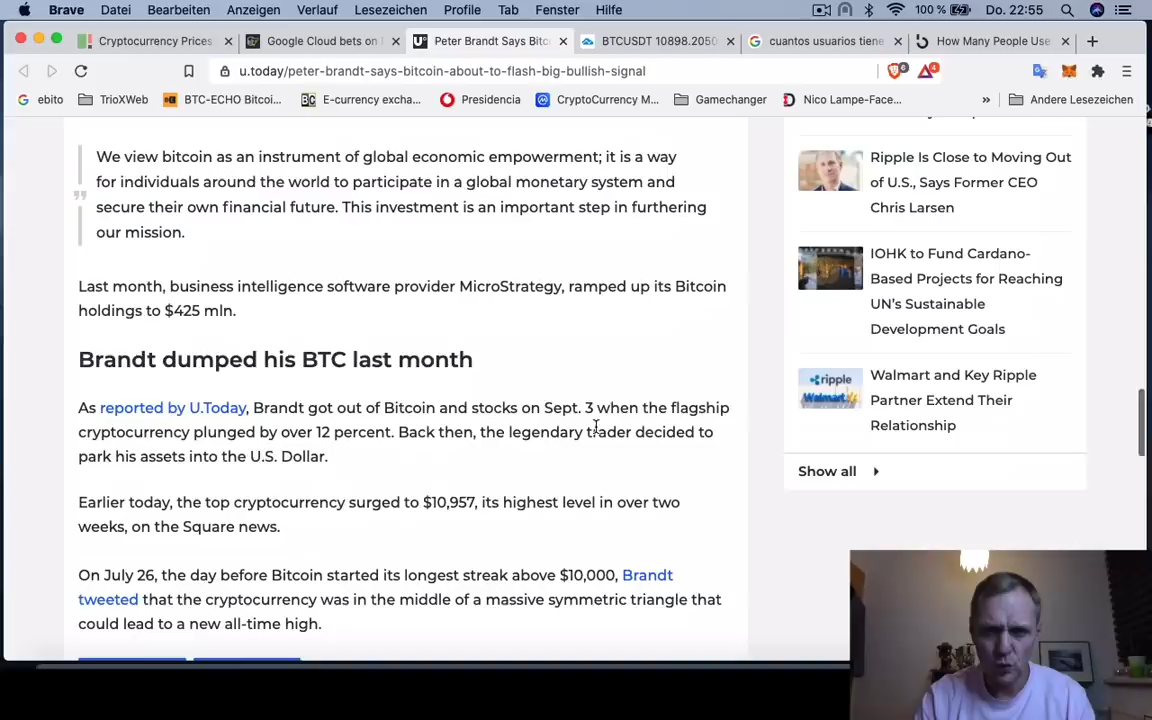 Brave Datei Bearbeiten Anzeigen Verlauf Lesezeichen Profile Tab Fenster Hilfe 100 % Do. 22:55
Cryptocurrency Prices Google Cloud bets on Peter Brandt Says Bitc BTCUSDT 10898.2050 cuantos usuarios tiene How Many People Use
u.today/peter-brandt-says-bitcoin-about-to-flash-big-bullish-signal 6 4
ebito TrioXWeb BTC-ECHO Bitcoi... E-currency excha... Presidencia CryptoCurrency M... Gamechanger Nico Lampe-Face... » Andere Lesezeichen
We view bitcoin as an instrument of global economic empowerment; it is a way
for individuals around the world to participate in a global monetary system and
secure their own financial future. This investment is an important step in furthering
our mission.
Last month, business intelligence software provider MicroStrategy, ramped up its Bitcoin
holdings to $425 mln.
Brandt dumped his BTC last month
As reported by U.Today, Brandt got out of Bitcoin and stocks on Sept. 3 when the flagship
cryptocurrency plunged by over 12 percent. Back then, the legendary trader decided to
park his assets into the U.S. Dollar.
Earlier today, the top cryptocurrency surged to $10,957, its highest level in over two
weeks, on the Square news.
On July 26, the day before Bitcoin started its longest streak above $10,000, Brandt
tweeted that the cryptocurrency was in the middle of a massive symmetric triangle that
could lead to a new all-time high.
Ripple Is Close to Moving Out
of U.S., Says Former CEO
Chris Larsen
IOHK to Fund Cardano-
Based Projects for Reaching
UN's Sustainable
Development Goals
ripple
Walmart
Walmart and Key Ripple
Partner Extend Their
Relationship
Show all